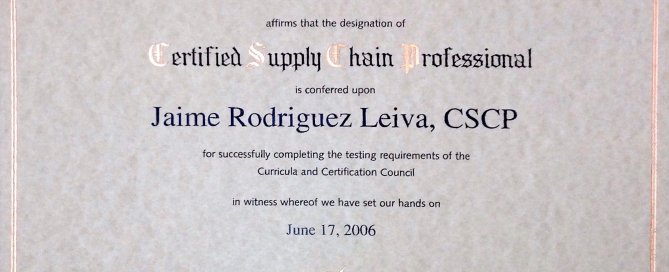 affirms that the designation of
Certified Supply Chain Professional
is conferred upon
Jaime Rodriguez Leiva, CSCP
for successfully completing the testing requirements of the
Curricula and Certification Council
in witness whereof we have set our hands on
June 17, 2006